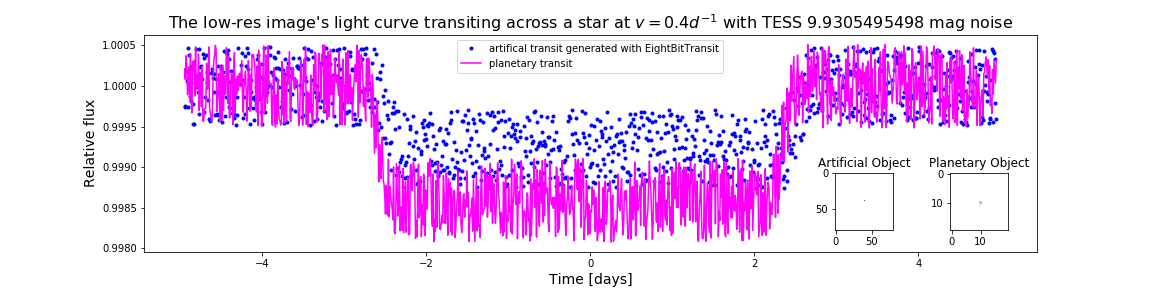 The low-res image's light curve transiting across a star at v = 0.4d⁻¹ with TESS 9.9305495498 mag noise
artifical transit generated with EightBitTransit
planetary transit
Relative flux
1.0005
1.0000
0.9995
0.9990
0.9985
0.9980
Artificial Object
0
50
0 50
Planetary Object
0
10
0 10
−4 −2 0 2 4
Time [days]